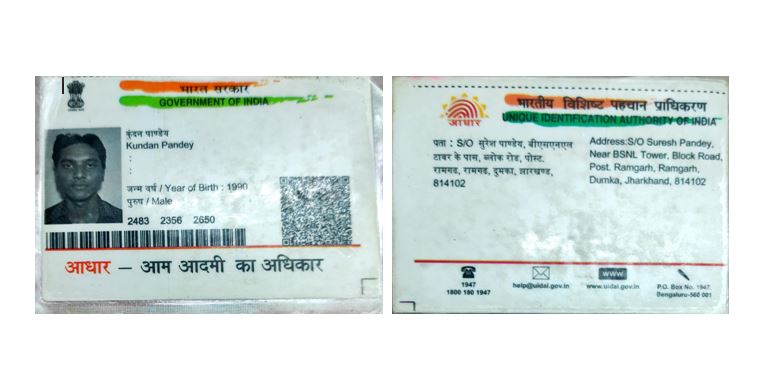 भारत सरकार
GOVERNMENT OF INDIA
कुंदन पाण्डेय
Kundan Pandey
:
:
जन्म वर्ष / Year of Birth : 1990
पुरुष / Male
2483 2356 2650
आधार – आम आदमी का अधिकार
भारतीय विशिष्ट पहचान प्राधिकरण
UNIQUE IDENTIFICATION AUTHORITY OF INDIA
आधार
पता : S/O सुरेश पाण्डेय, बीएसएनएल
टावर के पास, ब्लोक रोड, पोस्ट.
रामगढ, रामगढ, दुमका, झारखण्ड,
814102
Address:S/O Suresh Pandey,
Near BSNL Tower, Block Road,
Post. Ramgarh, Ramgarh,
Dumka, Jharkhand, 814102
1947
1800 180 1947
help@uidai.gov.in
www
www.uidai.gov.in
P.O. Box No. 1947,
Bengaluru-560 001